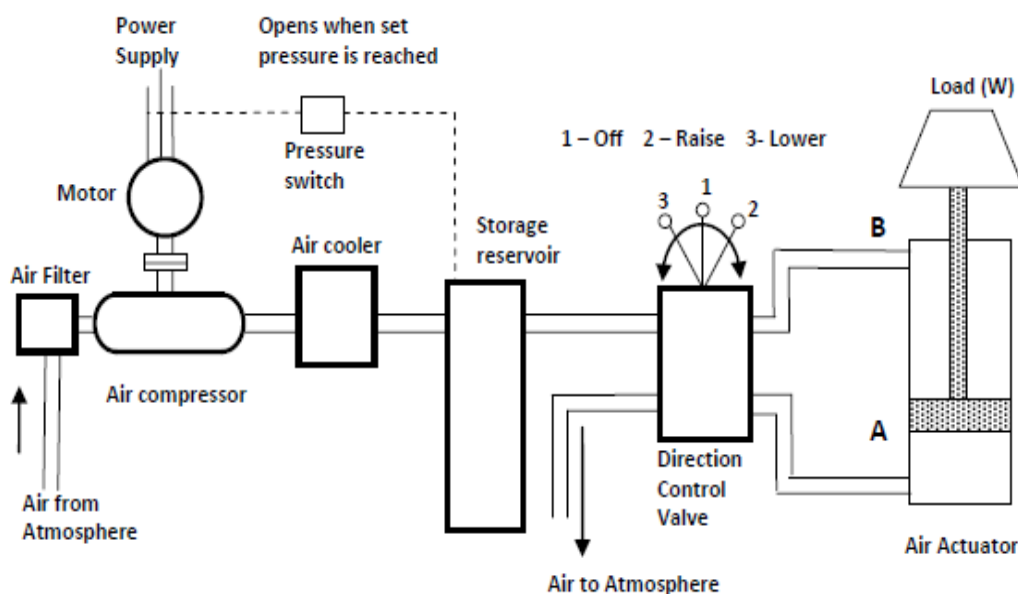 Power
Supply
Opens when set
pressure is reached
Load (W)
1 – Off 2 – Raise 3- Lower
Pressure
switch
Motor
1
3
2
Storage
reservoir
B
Air cooler
Air Filter
Air compressor
A
Direction
Control
Valve
Air from
Atmosphere
Air Actuator
Air to Atmosphere